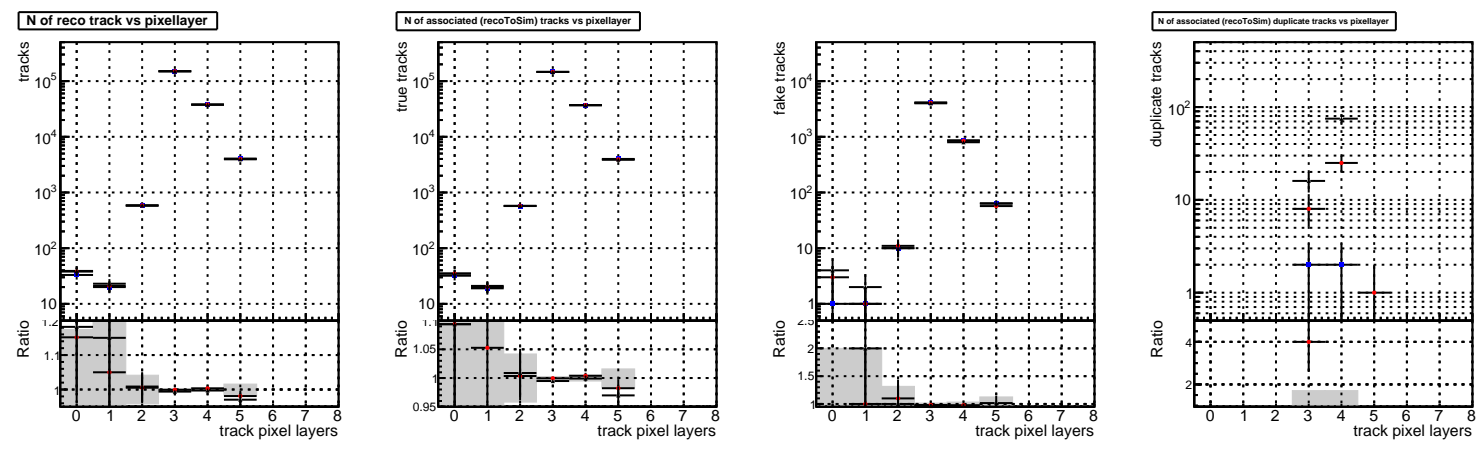 N of reco track vs pixellayer
tracks
10^5
10^4
10^3
10^2
10
Ratio
1.2
1.1
1
0 1 2 3 4 5 6 7 8
track pixel layers
N of associated (recoToSim) tracks vs pixellayer
true tracks
10^5
10^4
10^3
10^2
10
Ratio
1.1
1.05
1
0.95
0 1 2 3 4 5 6 7 8
track pixel layers
fake tracks
10^4
10^3
10^2
10
1
Ratio
2.5
2
1.5
1
0 1 2 3 4 5 6 7 8
track pixel layers
N of associated (recoToSim) duplicate tracks vs pixellayer
duplicate tracks
10^2
10
1
Ratio
4
2
0 1 2 3 4 5 6 7 8
track pixel layers